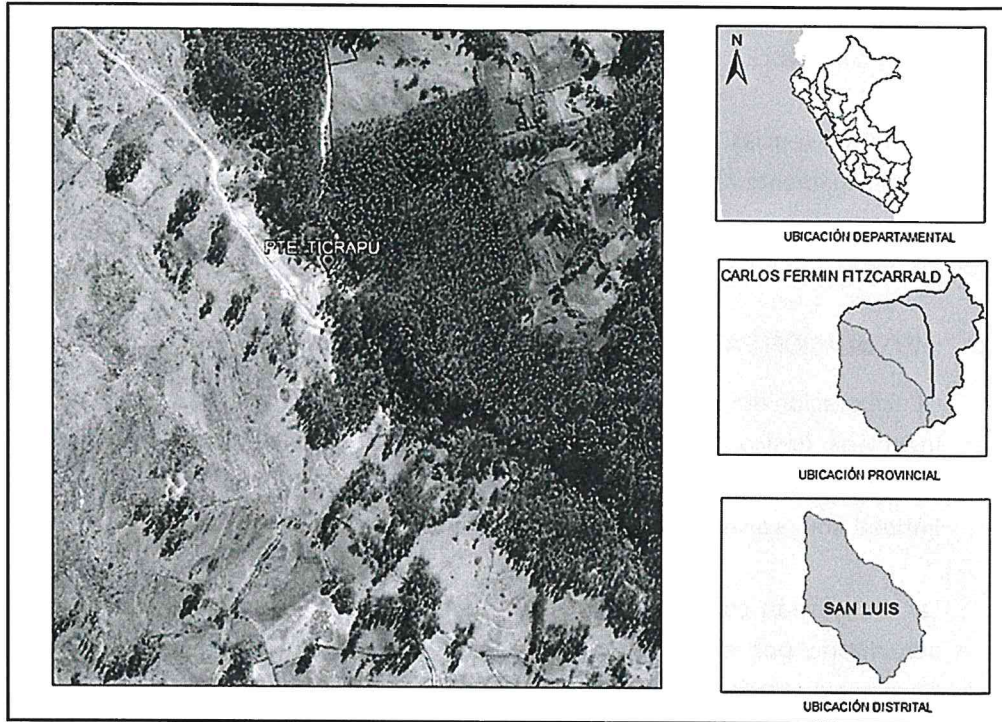 PTE. TICRAPU
N
UBICACIÓN DEPARTAMENTAL
CARLOS FERMIN FITZCARRALD
UBICACIÓN PROVINCIAL
SAN LUIS
UBICACIÓN DISTRITAL